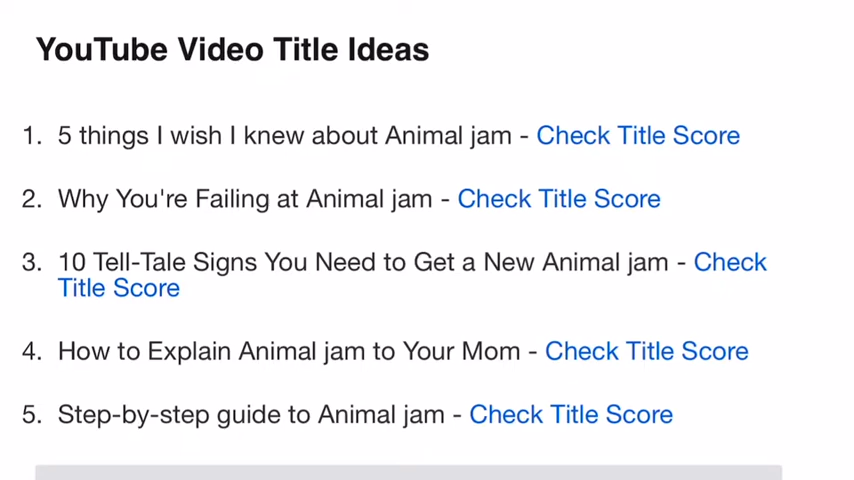 YouTube Video Title Ideas
1. 5 things I wish I knew about Animal jam - Check Title Score
2. Why You're Failing at Animal jam - Check Title Score
3. 10 Tell-Tale Signs You Need to Get a New Animal jam - Check
Title Score
4. How to Explain Animal jam to Your Mom - Check Title Score
5. Step-by-step guide to Animal jam - Check Title Score